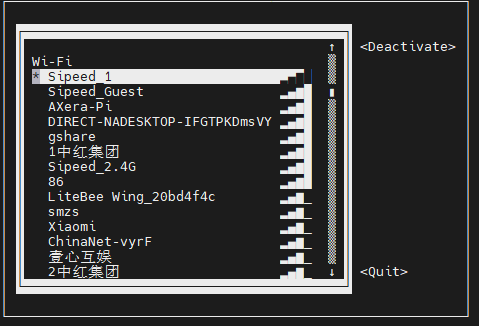 <Deactivate>
Wi-Fi
* Sipeed_1
Sipeed_Guest
AXera-Pi
DIRECT-NADESKTOP-IFGTPKDmsVY
gshare
1中红集团
Sipeed_2.4G
86
LiteBee Wing_20bd4f4c
smzs
Xiaomi
ChinaNet-vyrF
壹心互娱
2中红集团
<Quit>